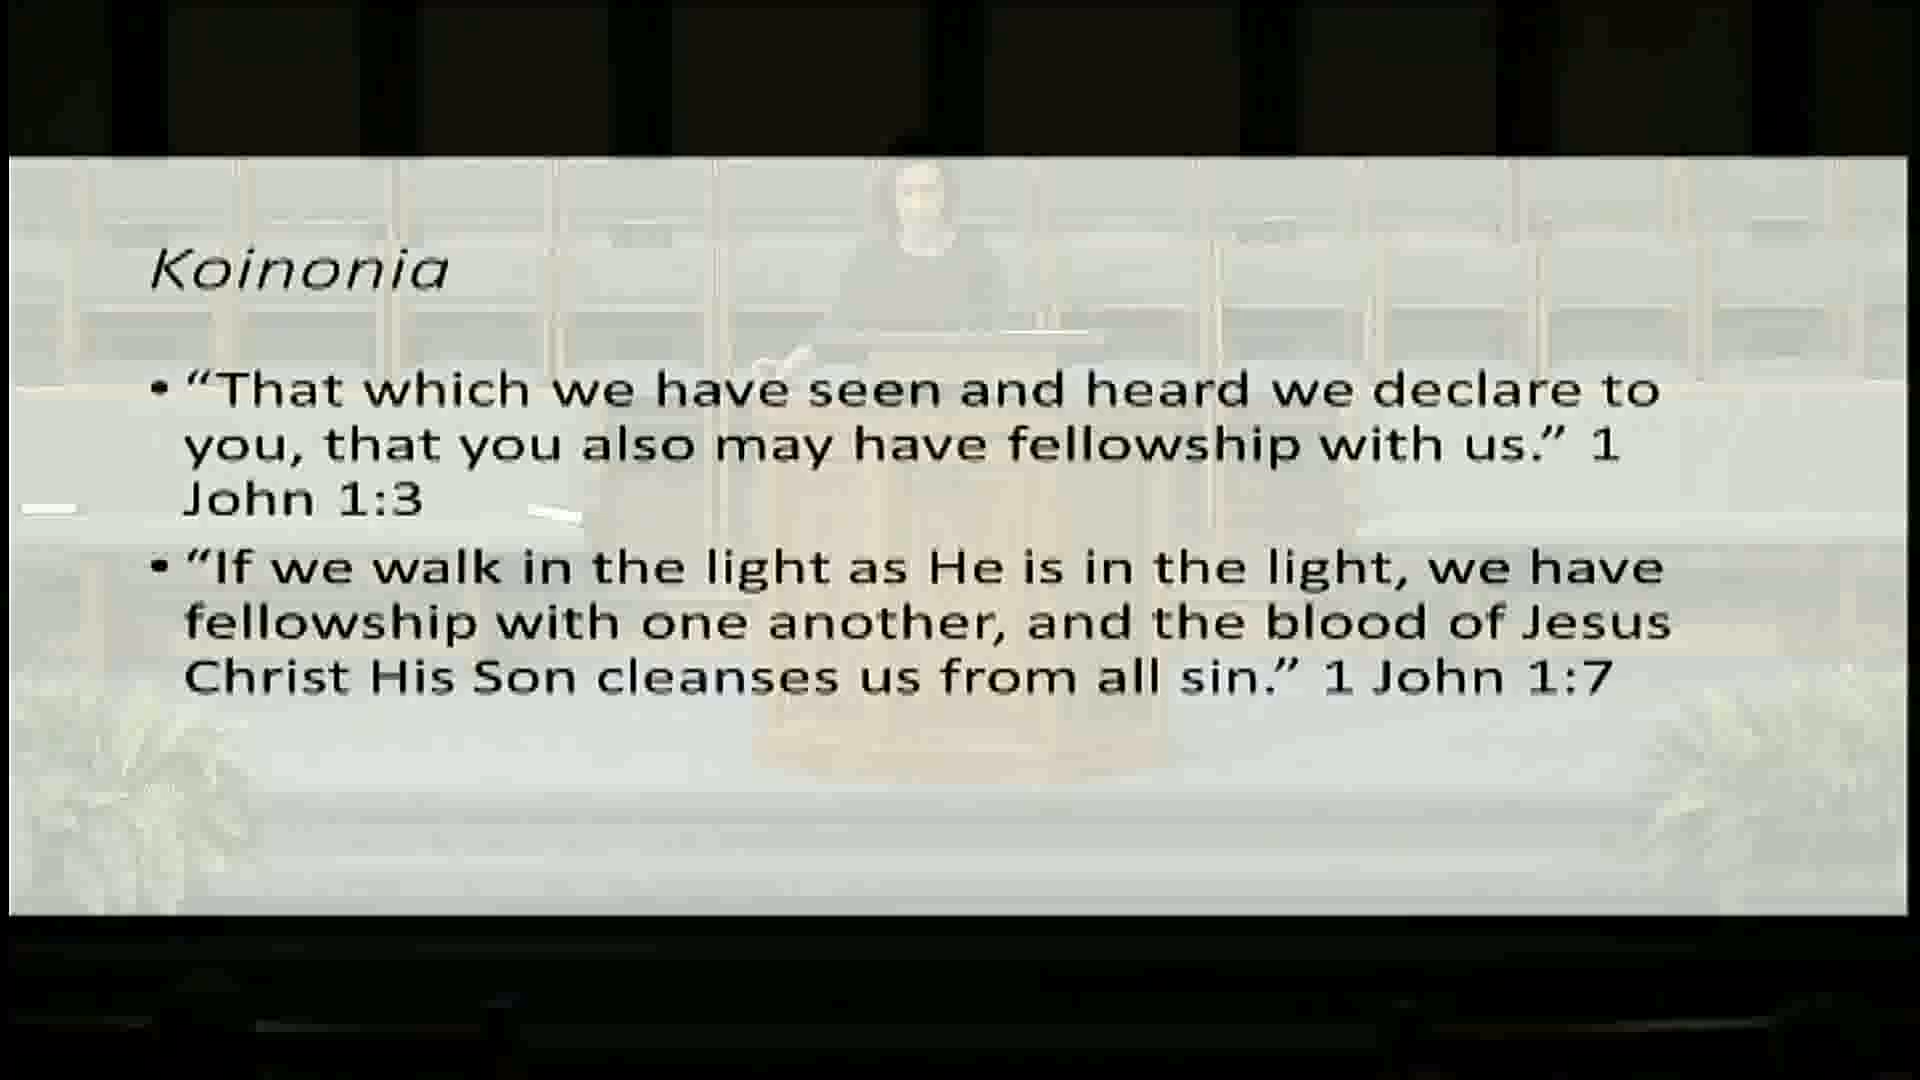 Koinonia
• “That which we have seen and heard we declare to
you, that you also may have fellowship with us.” 1
John 1:3
• “If we walk in the light as He is in the light, we have
fellowship with one another, and the blood of Jesus
Christ His Son cleanses us from all sin.” 1 John 1:7